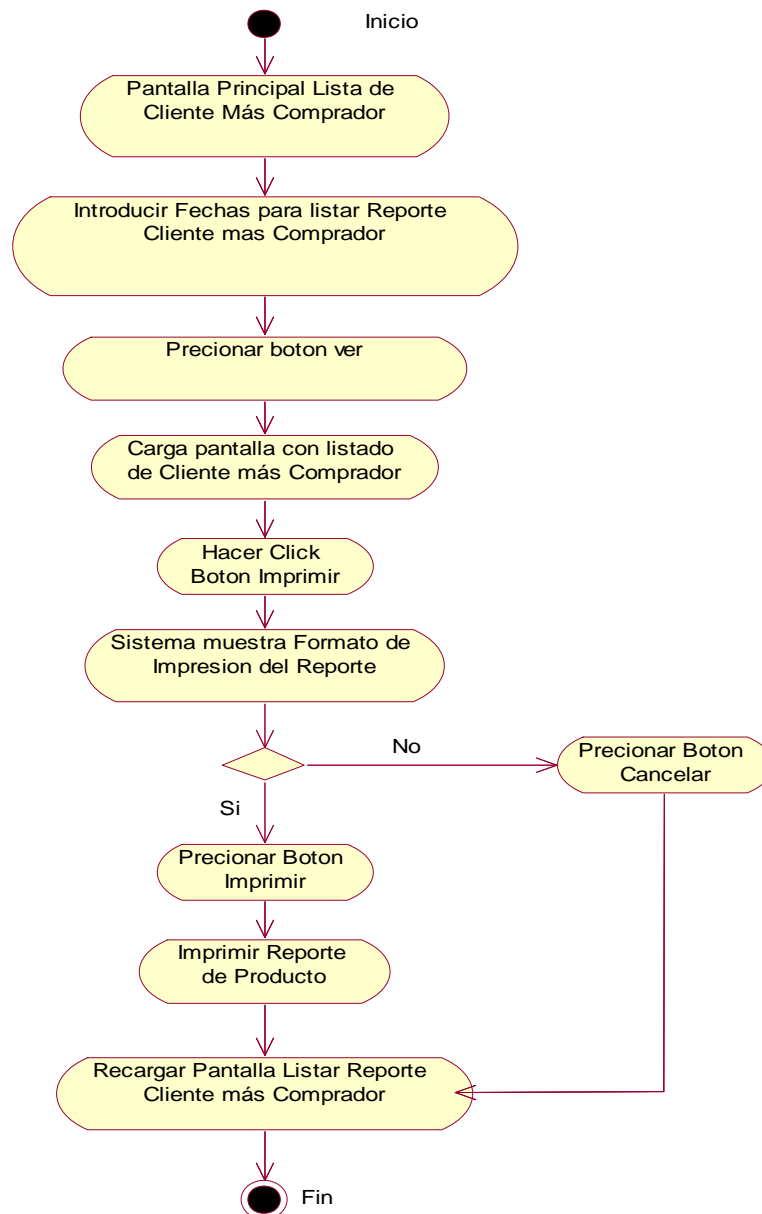 Inicio
Pantalla Principal Lista de
Cliente Más Comprador
Introducir Fechas para listar Reporte
Cliente mas Comprador
Precionar boton ver
Carga pantalla con listado
de Cliente más Comprador
Hacer Click
Boton Imprimir
Sistema muestra Formato de
Impresion del Reporte
No
Precionar Boton
Cancelar
Si
Precionar Boton
Imprimir
Imprimir Reporte
de Producto
Recargar Pantalla Listar Reporte
Cliente más Comprador
Fin